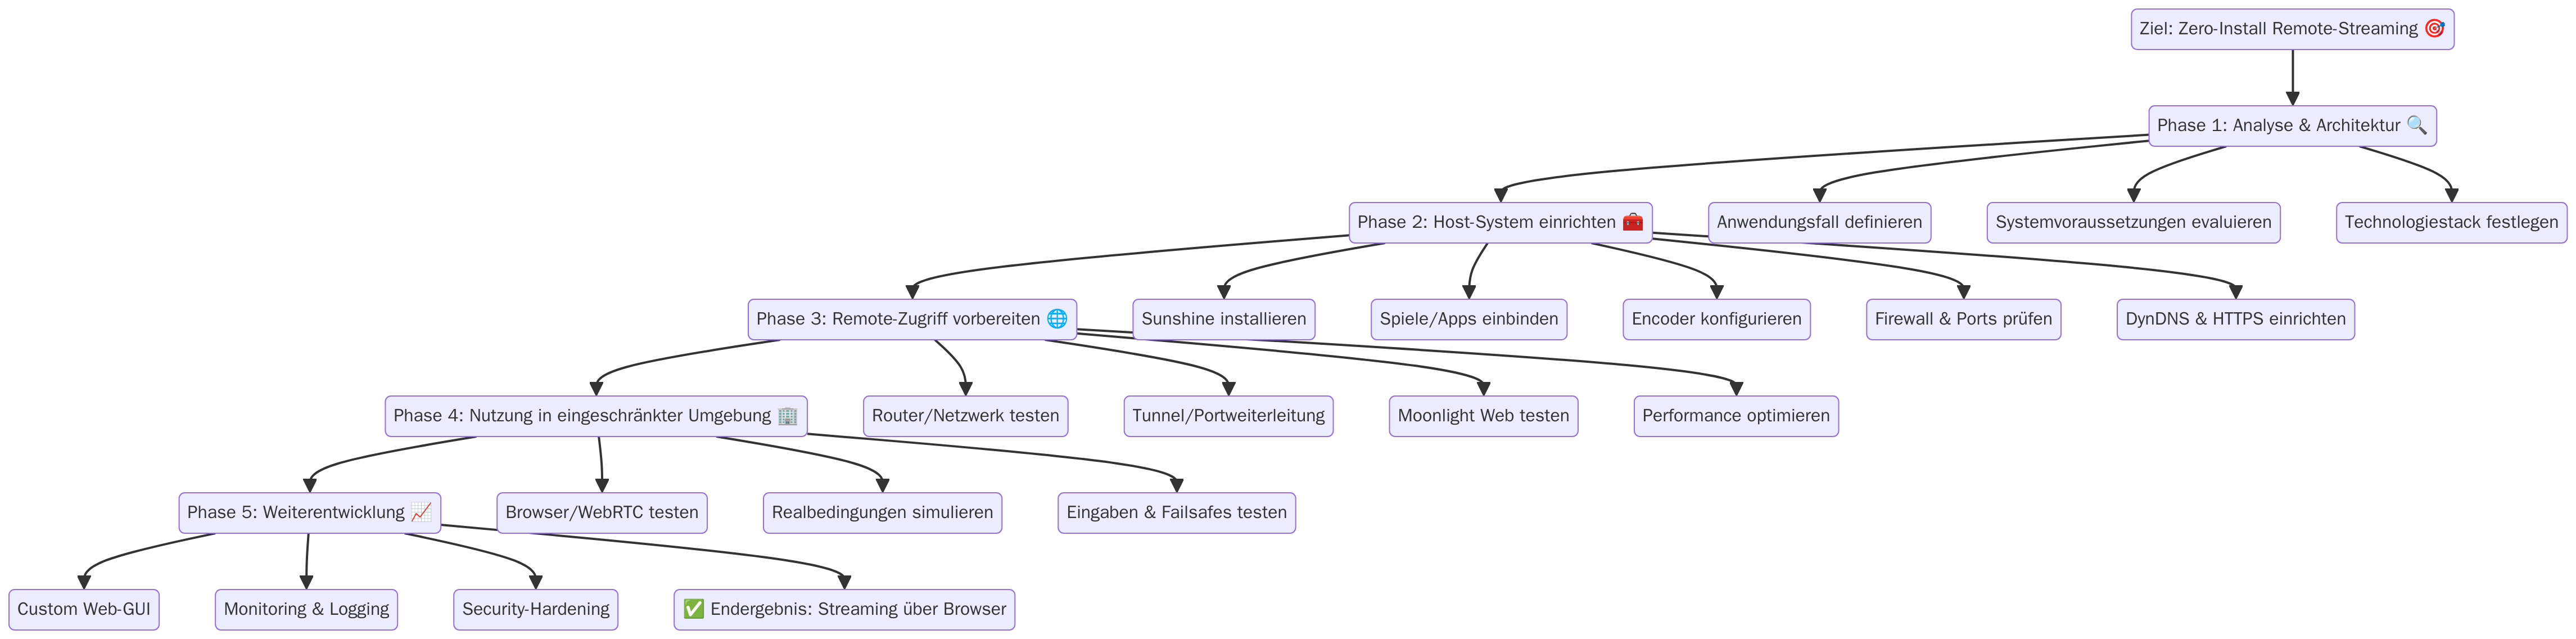 Ziel: Zero-Install Remote-Streaming 🎯
Phase 1: Analyse & Architektur 🔍
Phase 2: Host-System einrichten 🧰
Anwendungsfall definieren
Systemvoraussetzungen evaluieren
Technologiestack festlegen
Phase 3: Remote-Zugriff vorbereiten 🌐
Sunshine installieren
Spiele/Apps einbinden
Encoder konfigurieren
Firewall & Ports prüfen
DynDNS & HTTPS einrichten
Phase 4: Nutzung in eingeschränkter Umgebung 🏢
Router/Netzwerk testen
Tunnel/Portweiterleitung
Moonlight Web testen
Performance optimieren
Phase 5: Weiterentwicklung 📈
Browser/WebRTC testen
Realbedingungen simulieren
Eingaben & Failsafes testen
Custom Web-GUI
Monitoring & Logging
Security-Hardening
✅ Endergebnis: Streaming über Browser